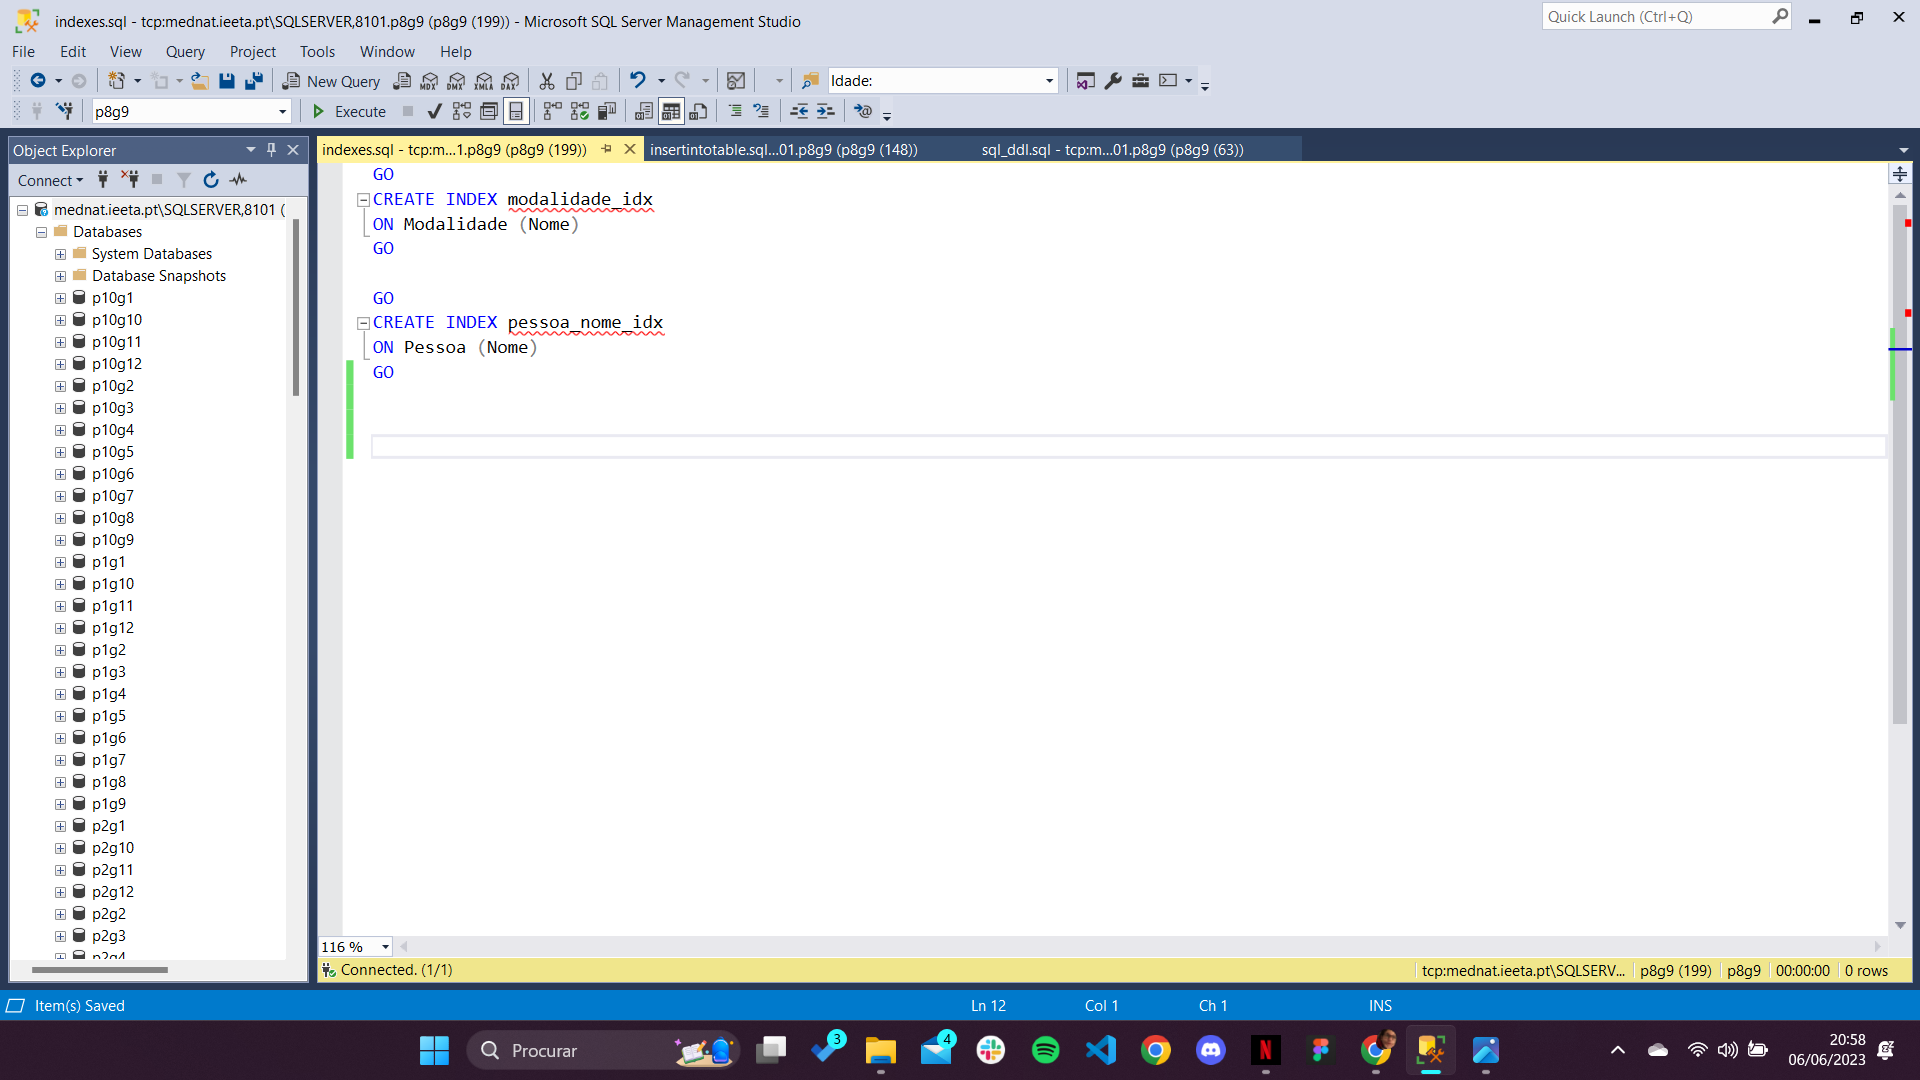 indexes.sql - tcp:mednat.ieeta.pt\SQLSERVER,8101.p8g9 (p8g9 (199)) - Microsoft SQL Server Management Studio
Quick Launch (Ctrl+Q)
File Edit View Query Project Tools Window Help
New Query
MDX DMX XMLA DAX
Idade:
p8g9
Execute
Object Explorer
indexes.sql - tcp:m...1.p8g9 (p8g9 (199))
insertintotable.sql...01.p8g9 (p8g9 (148))
sql_ddl.sql - tcp:m...01.p8g9 (p8g9 (63))
Connect
mednat.ieeta.pt\SQLSERVER,8101 (
Databases
System Databases
Database Snapshots
p10g1
p10g10
p10g11
p10g12
p10g2
p10g3
p10g4
p10g5
p10g6
p10g7
p10g8
p10g9
p1g1
p1g10
p1g11
p1g12
p1g2
p1g3
p1g4
p1g5
p1g6
p1g7
p1g8
p1g9
p2g1
p2g10
p2g11
p2g12
p2g2
p2g3
p2g4
GO
CREATE INDEX modalidade_idx
ON Modalidade (Nome)
GO
GO
CREATE INDEX pessoa_nome_idx
ON Pessoa (Nome)
GO
116 %
Connected. (1/1)
tcp:mednat.ieeta.pt\SQLSERV... p8g9 (199) p8g9 00:00:00 0 rows
Item(s) Saved
Ln 12 Col 1 Ch 1 INS
Procurar
3
4
20:58
06/06/2023